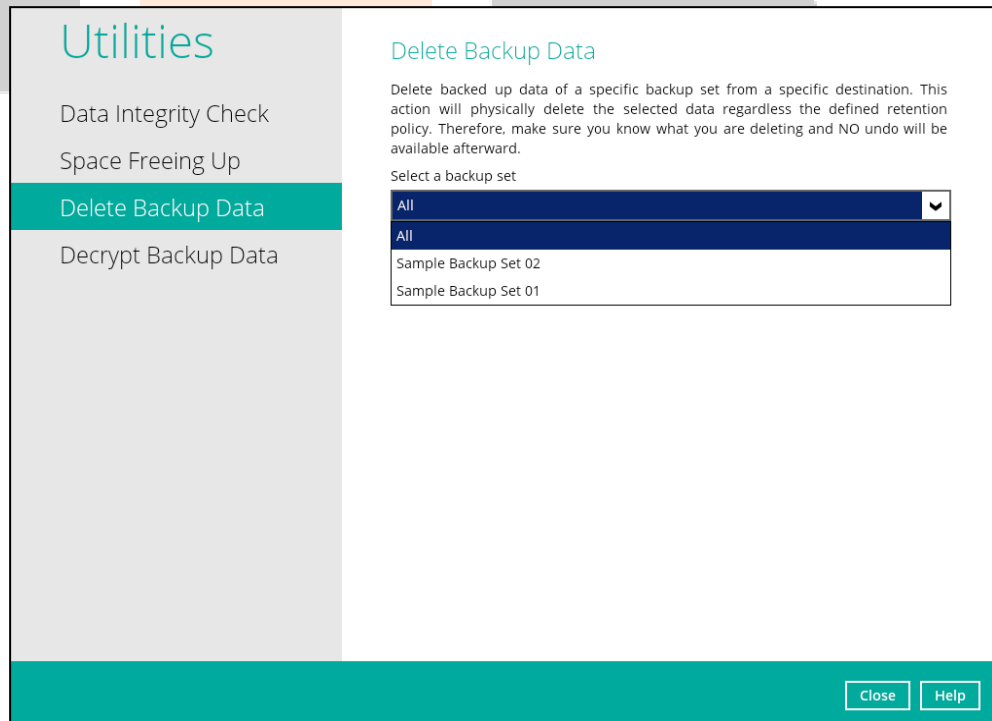 Utilities
Data Integrity Check
Space Freeing Up
Delete Backup Data
Decrypt Backup Data
Delete Backup Data
Delete backed up data of a specific backup set from a specific destination. This
action will physically delete the selected data regardless the defined retention
policy. Therefore, make sure you know what you are deleting and NO undo will be
available afterward.
Select a backup set
All
All
Sample Backup Set 02
Sample Backup Set 01
Close
Help